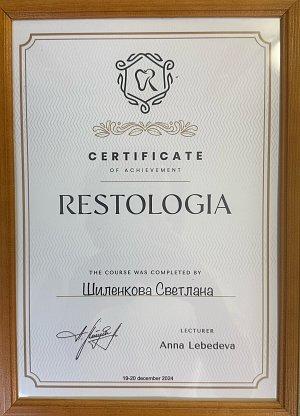 CERTIFICATE
OF ACHIEVEMENT
RESTOLOGIA
THE COURSE WAS COMPLETED BY
Шиленкова Светлана
LECTURER
Anna Lebedeva
19-20 december 2024